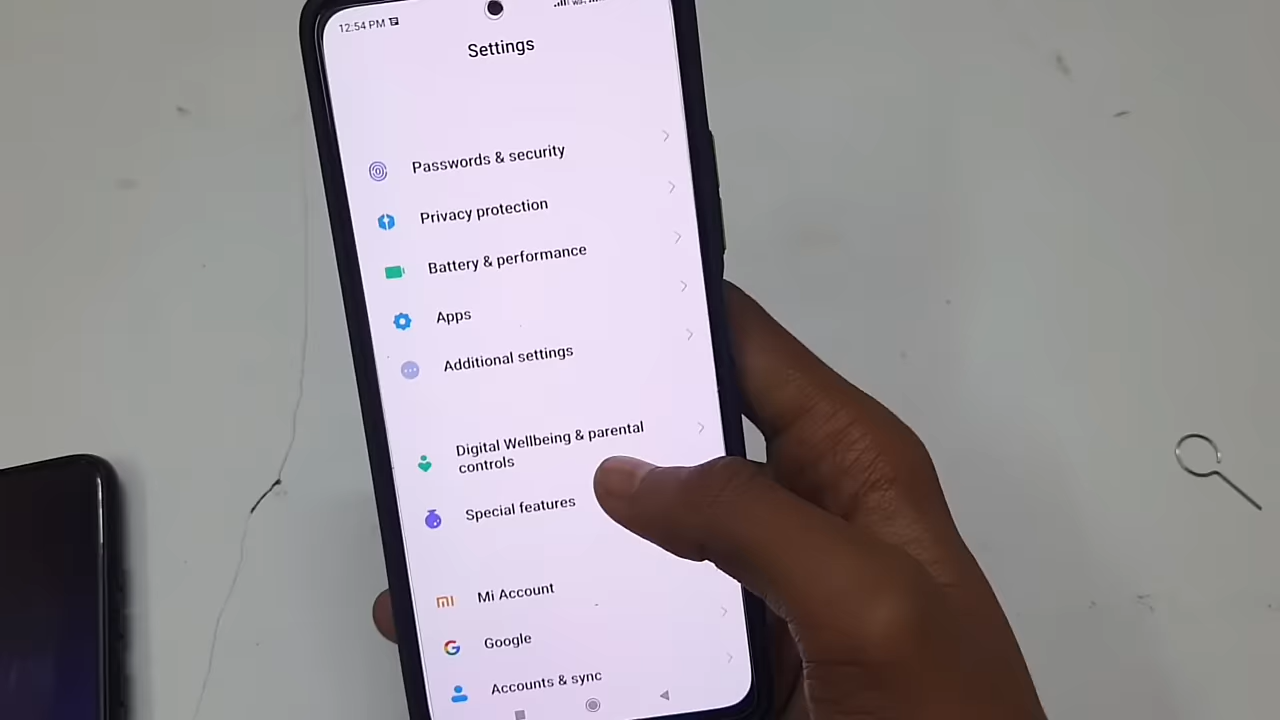 12:54 PM
Settings
Passwords & security
Privacy protection
Battery & performance
Apps
Additional settings
Digital Wellbeing & parental
controls
Special features
Mi Account
Google
Accounts & sync